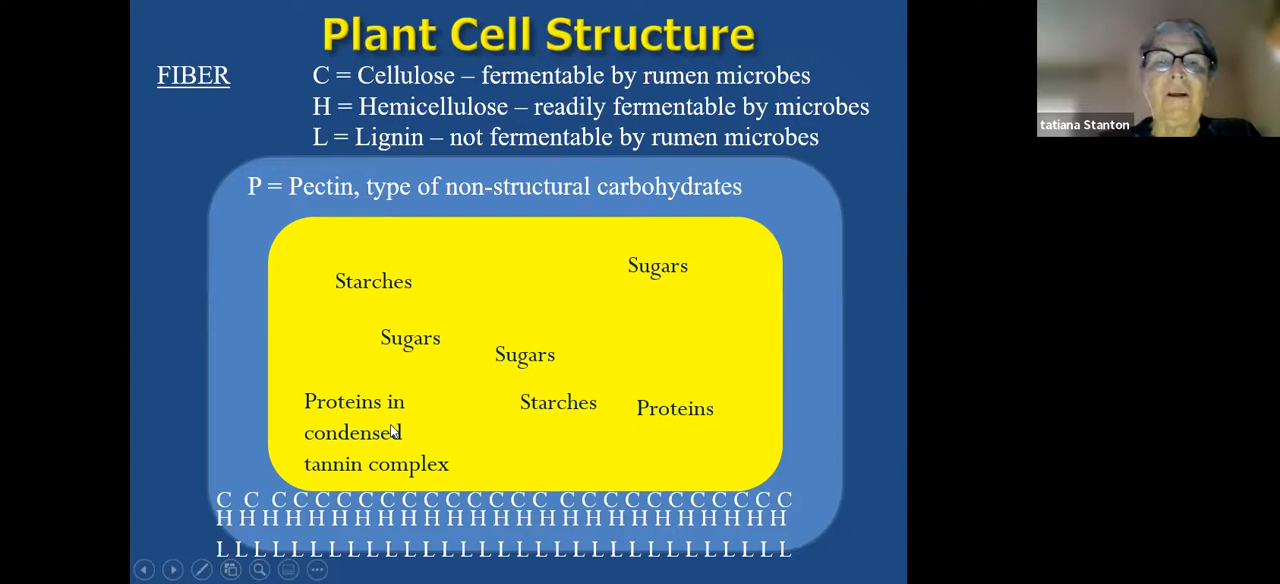 Plant Cell Structure
FIBER
C = Cellulose – fermentable by rumen microbes
H = Hemicellulose – readily fermentable by microbes
L = Lignin – not fermentable by rumen microbes
tatiana Stanton
P = Pectin, type of non-structural carbohydrates
Sugars
Starches
Sugars
Sugars
Proteins in
condensed
tannin complex
Starches
Proteins
C C C C C C C C C C C C C C C C C C C C C C C C C C
H H H H H H H H H H H H H H H H H H H H H H H H H
L L L L L L L L L L L L L L L L L L L L L L L L L L L L L L